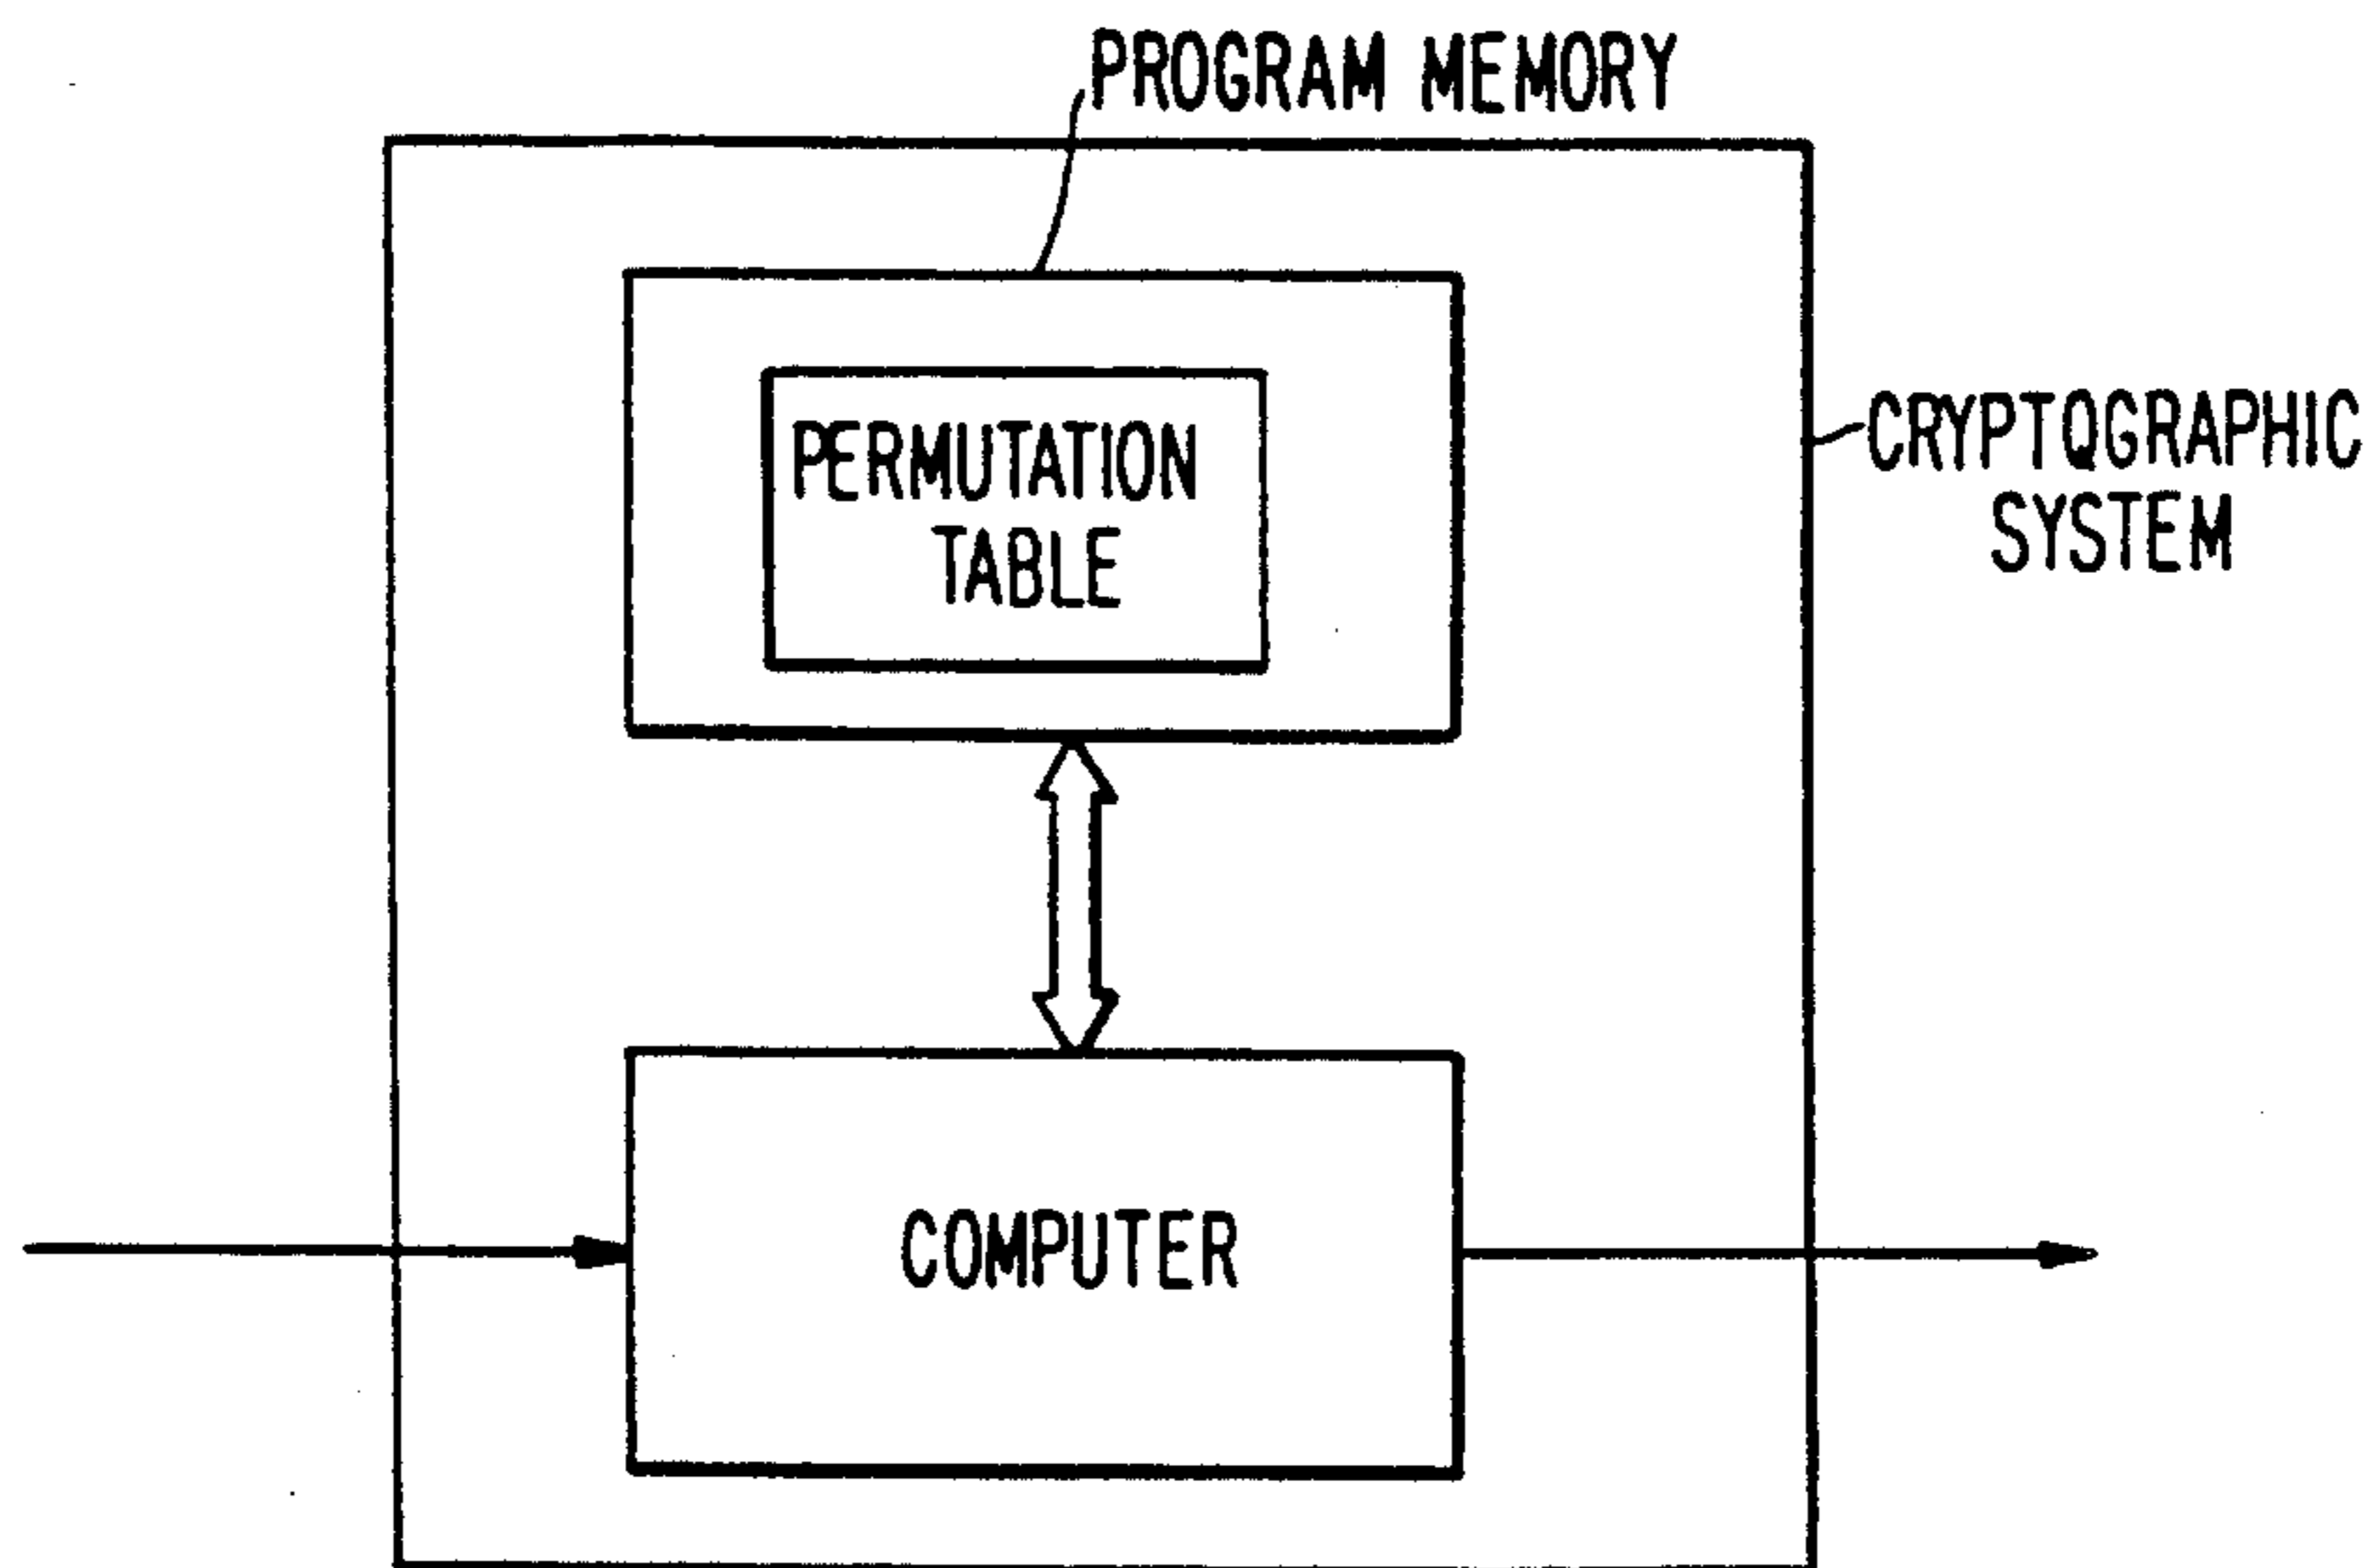 PROGRAM MEMORY
PERMUTATION
TABLE
CRYPTQGRAPHIC
SYSTEM
COMPUTER